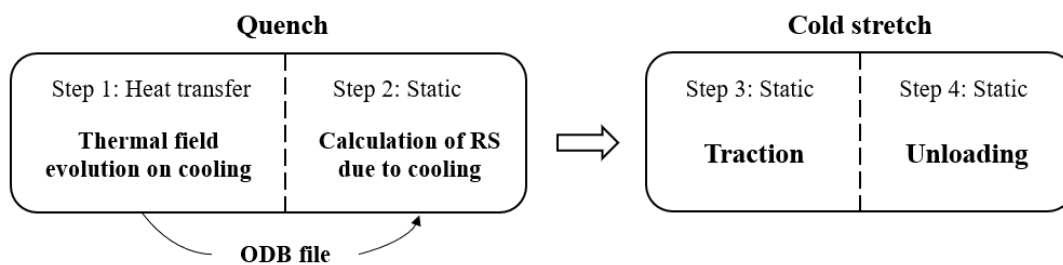 Quench
Step 1: Heat transfer
Thermal field
evolution on cooling
Step 2: Static
Calculation of RS
due to cooling
ODB file
Cold stretch
Step 3: Static
Traction
Step 4: Static
Unloading